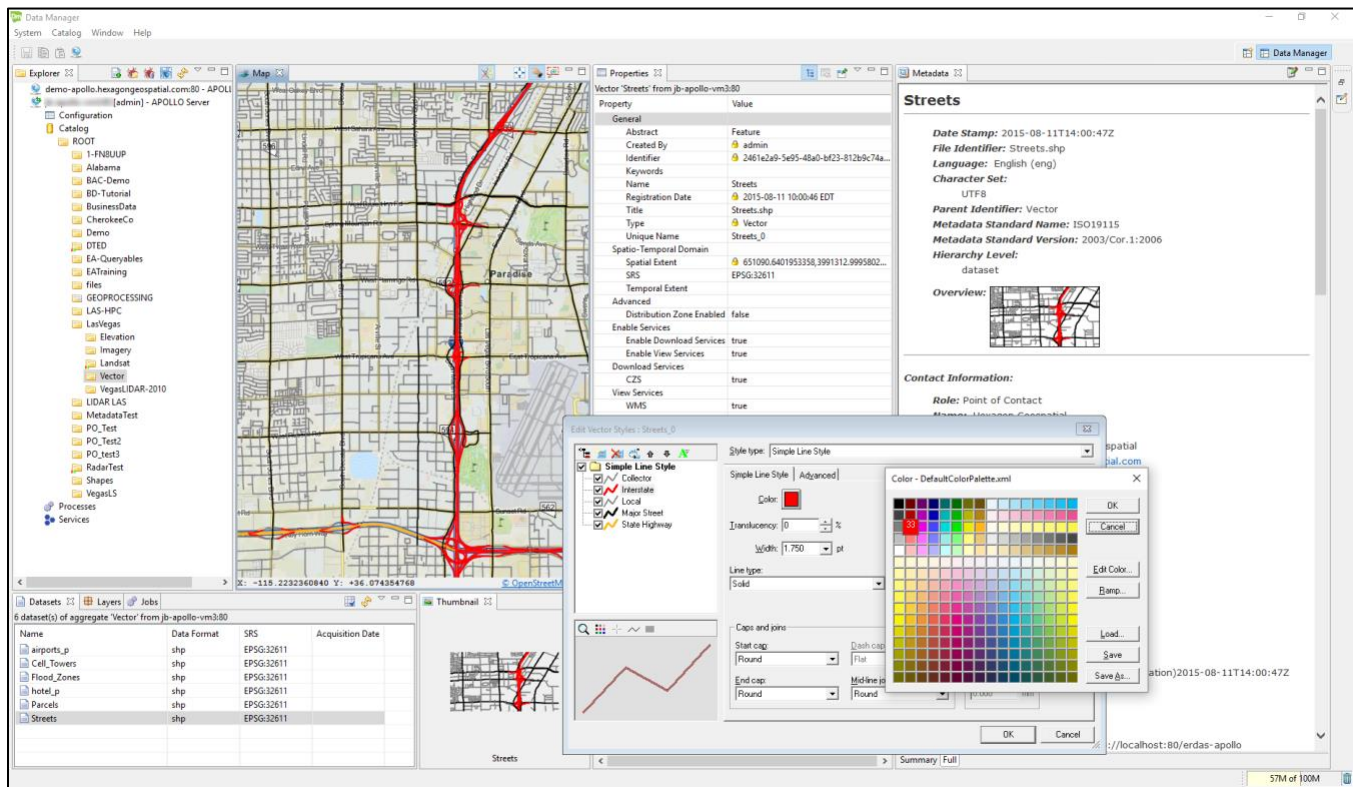 Data Manager
System Catalog Window Help
Data Manager
Explorer
demo-apollo.hexagongeospatial.com:80 - APOLL
[admin] - APOLLO Server
Configuration
Catalog
ROOT
1-FN8UUP
Alabama
BAC-Demo
BD-Tutorial
BusinessData
CherokeeCo
Demo
DTED
EA-Queryables
EATraining
files
GEOPROCESSING
LAS-HPC
LasVegas
Elevation
Imagery
Landsat
Vector
VegasLIDAR-2010
LIDAR LAS
MetadataTest
PO_Test
PO_Test2
PO_test3
RadarTest
Shapes
VegasLS
Processes
Services
Map
Paradise
562
X: -115.2232360840 Y: +36.074354768
© OpenStreetM
Properties
Vector 'Streets' from jb-apollo-vm3:80
Property Value
General
Abstract Feature
Created By admin
Identifier 2461e2a9-5e95-48a0-bf23-812b9c74a...
Keywords
Name Streets
Registration Date 2015-08-11 10:00:46 EDT
Title Streets.shp
Type Vector
Unique Name Streets_0
Spatio-Temporal Domain
Spatial Extent 651090.6401953358,3991312.9995802...
SRS EPSG:32611
Temporal Extent
Advanced
Distribution Zone Enabled false
Enable Services
Enable Download Services true
Enable View Services true
Download Services
CZS true
View Services
WMS true
Metadata
Streets
Date Stamp: 2015-08-11T14:00:47Z
File Identifier: Streets.shp
Language: English (eng)
Character Set:
UTF8
Parent Identifier: Vector
Metadata Standard Name: ISO19115
Metadata Standard Version: 2003/Cor.1:2006
Hierarchy Level:
dataset
Overview:
Contact Information:
Role: Point of Contact
Name: Hexagon Geospatial
spatial
ial.com
ation)2015-08-11T14:00:47Z
://localhost:80/erdas-apollo
Summary Full
Edit Vector Styles : Streets_0
Simple Line Style
Collector
Interstate
Local
Major Street
State Highway
Style type: Simple Line Style
Simple Line Style Advanced
Color:
Translucency: 0 %
Width: 1.750 pt
Line type:
Solid
Caps and joins
Start cap: Dash cap
Round Flat
End cap: Mid-line jo
Round Round 0.000 mm
OK Cancel
Color - DefaultColorPalette.xml
33
OK
Cancel
Edit Color...
Ramp...
Load...
Save
Save As...
Datasets Layers Jobs
6 dataset(s) of aggregate 'Vector' from jb-apollo-vm3:80
Name Data Format SRS Acquisition Date
airports_p shp EPSG:32611
Cell_Towers shp EPSG:32611
Flood_Zones shp EPSG:32611
hotel_p shp EPSG:32611
Parcels shp EPSG:32611
Streets shp EPSG:32611
Thumbnail
Streets
57M of 100M